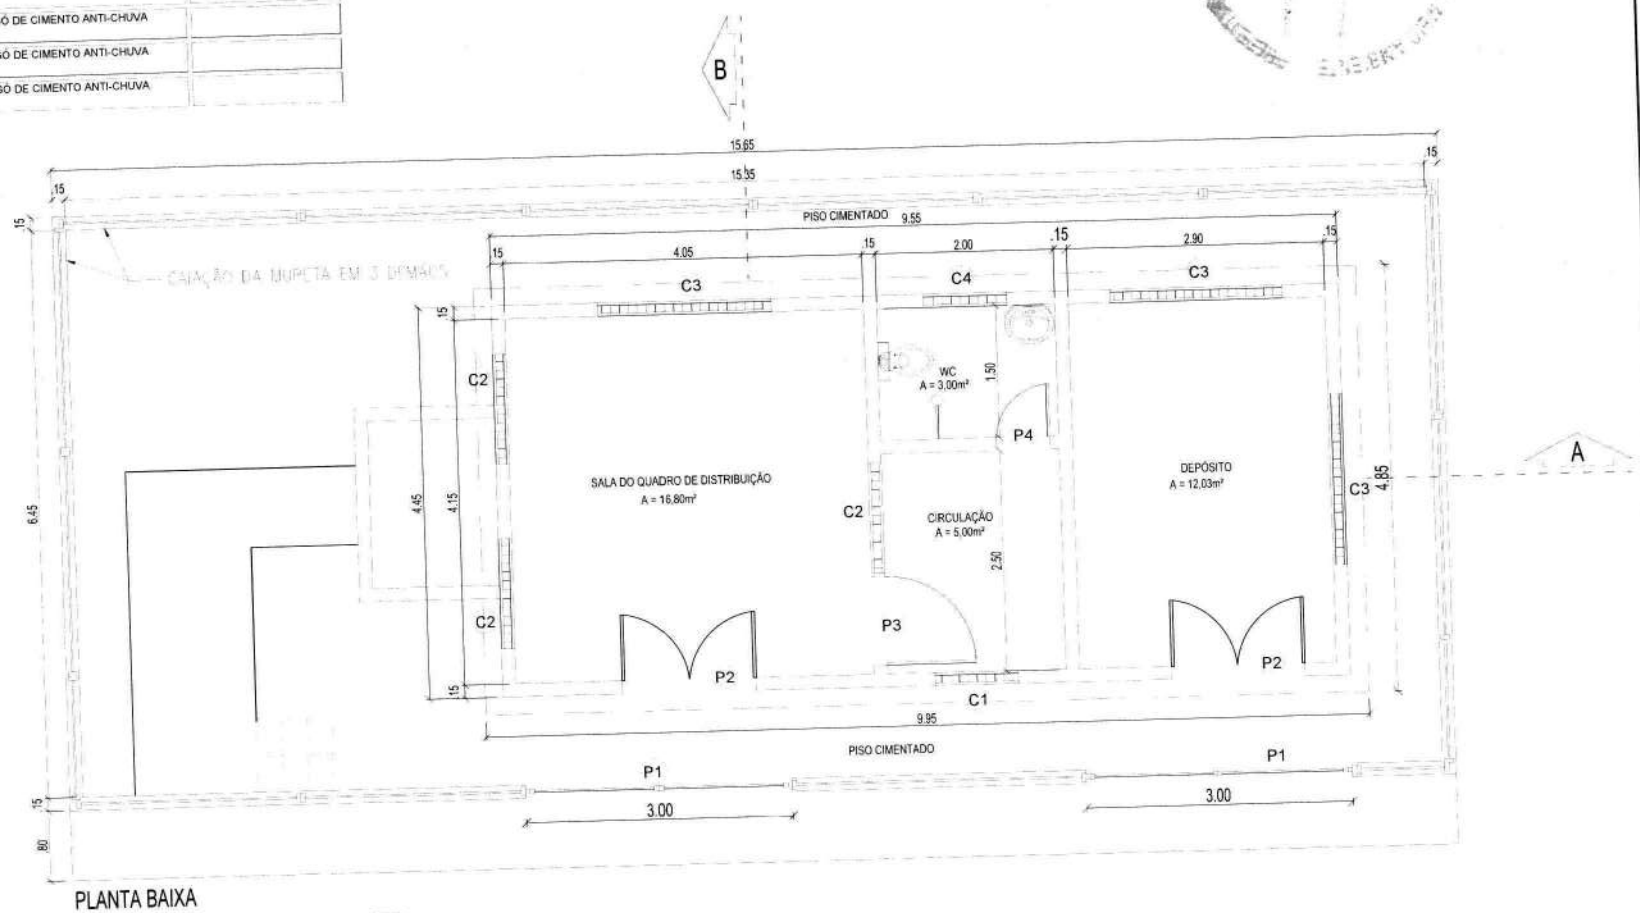 Ó DE CIMENTO ANTI-CHUVA
GÓ DE CIMENTO ANTI-CHUVA
GÓ DE CIMENTO ANTI-CHUVA
B
15.65
.15
15.35
.15
15
PISO CIMENTADO
9.55
.15
4.05
.15
2.00
.15
2.90
.15
CAIAÇÃO DA MURETA EM 3 DEMÃOS
C3
C4
C3
15
C2
WC
A = 3,00m²
1.50
P4
A
SALA DO QUADRO DE DISTRIBUIÇÃO
A = 16,80m²
DEPÓSITO
A = 12,03m²
C3
4.85
6.45
4.45
4.15
C2
CIRCULAÇÃO
A = 5,00m²
2.50
C2
P3
P2
P2
15
C1
9.95
PISO CIMENTADO
P1
P1
15
3.00
3.00
.80
PLANTA BAIXA